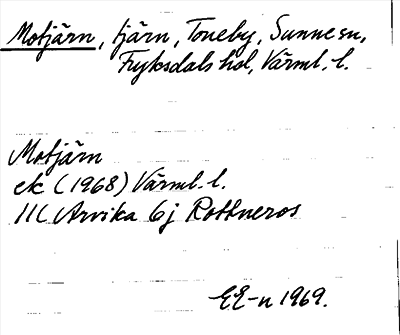 Motjärn, tjärn, Toneby, Sunne sn,
Fryksdals hd, Värml. l.
Motjärn
ek (1968) Värml. l.
11C Arvika 6j Rottneros
EE-n 1969.